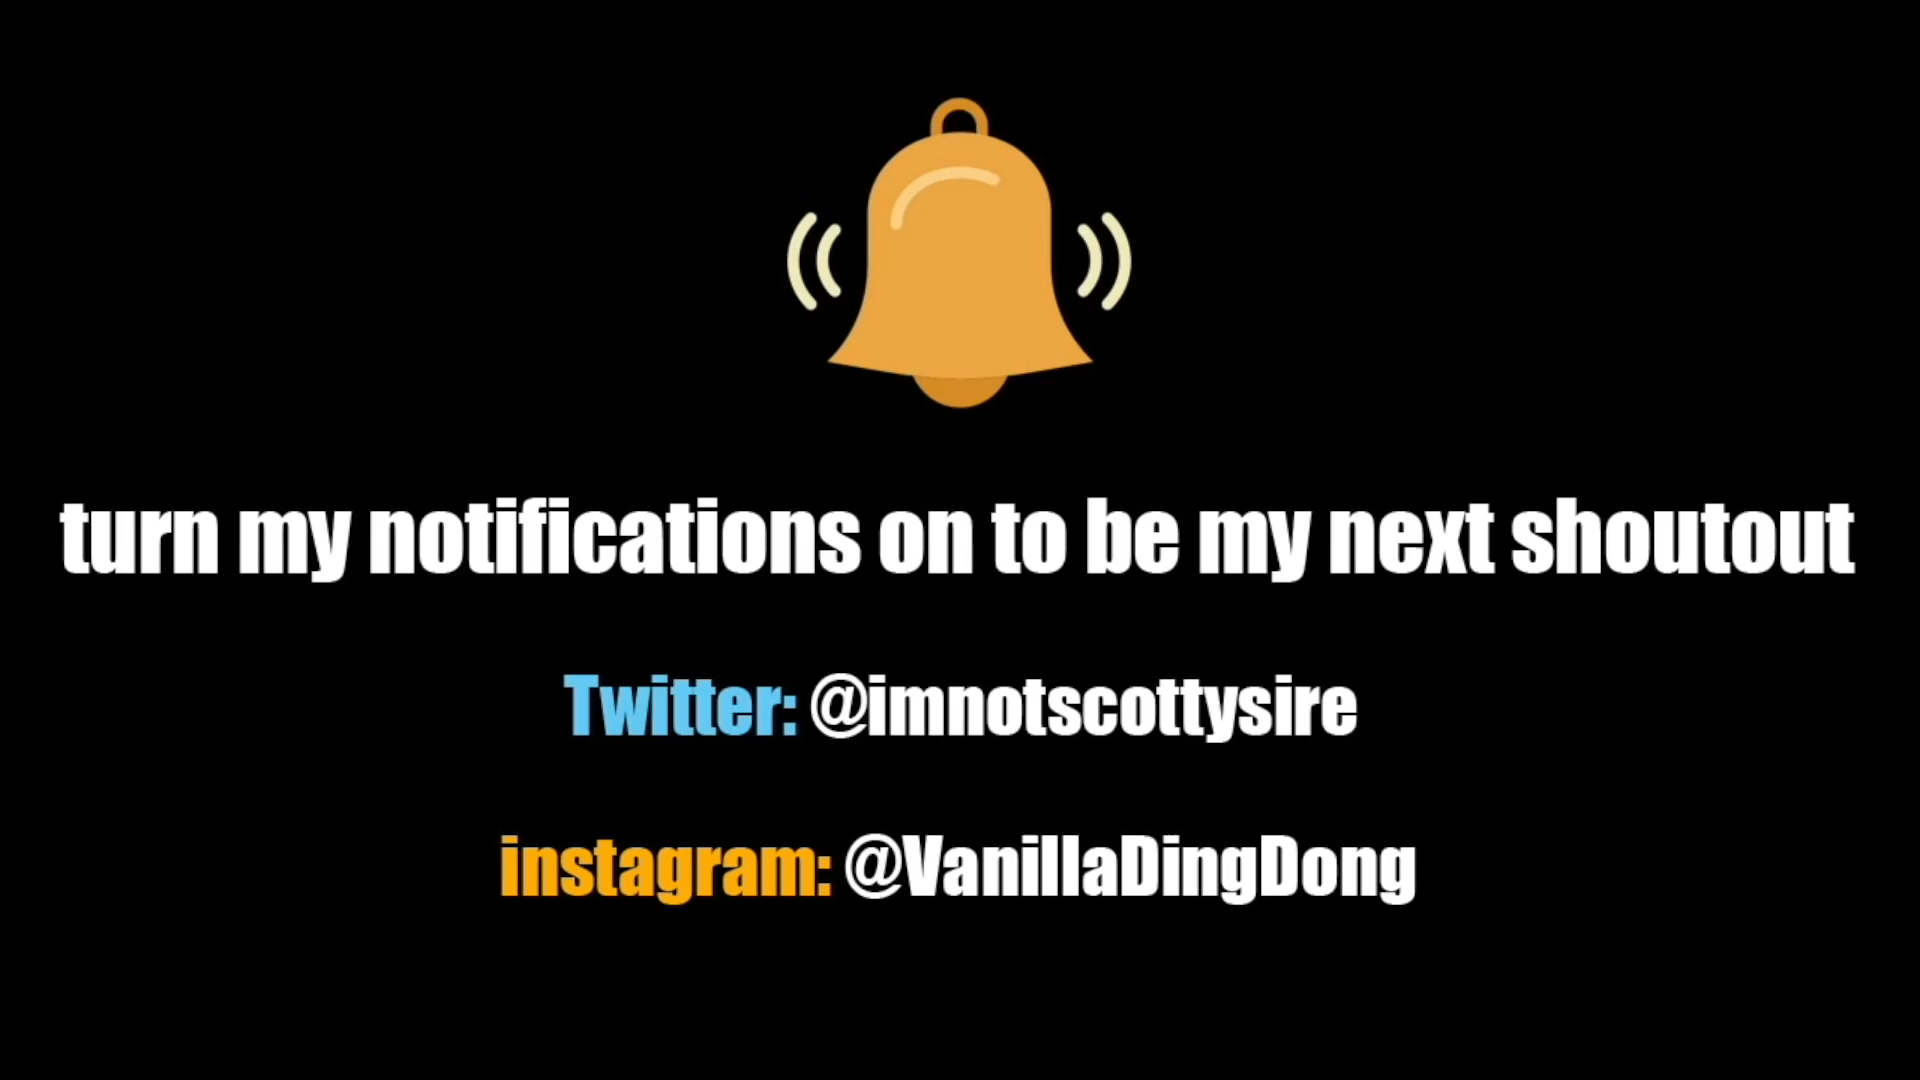 turn my notifications on to be my next shoutout
Twitter: @imnotscottysire
instagram: @VanillaDingDong